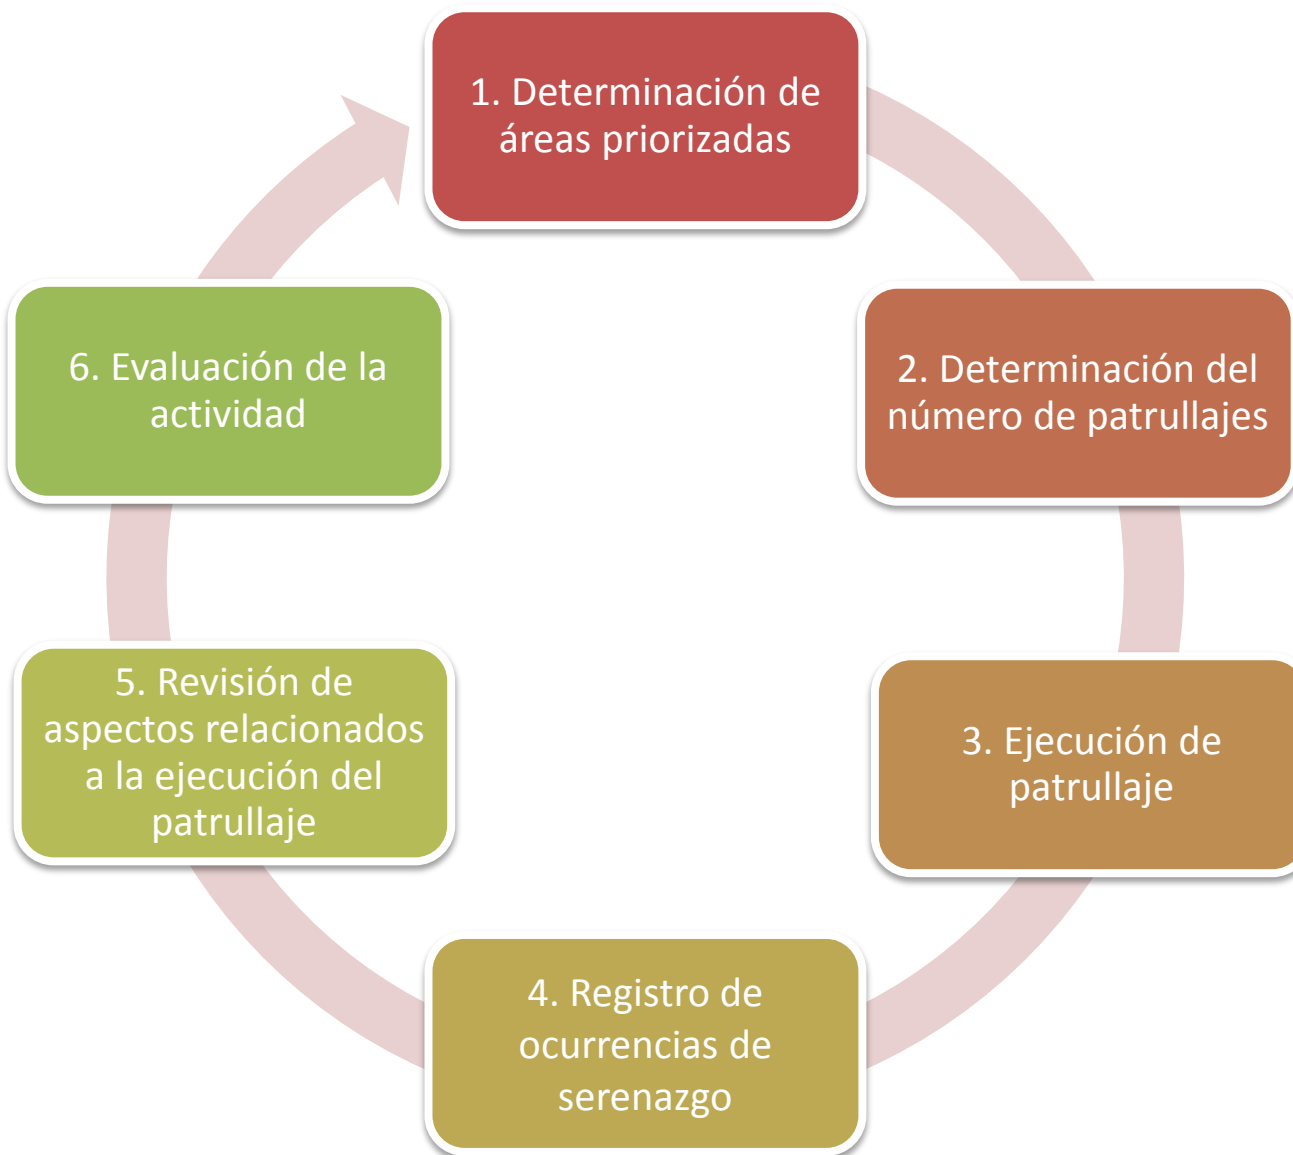 1. Determinación de
áreas priorizadas
2. Determinación del
número de patrullajes
3. Ejecución de
patrullaje
4. Registro de
ocurrencias de
serenazgo
5. Revisión de
aspectos relacionados
a la ejecución del
patrullaje
6. Evaluación de la
actividad